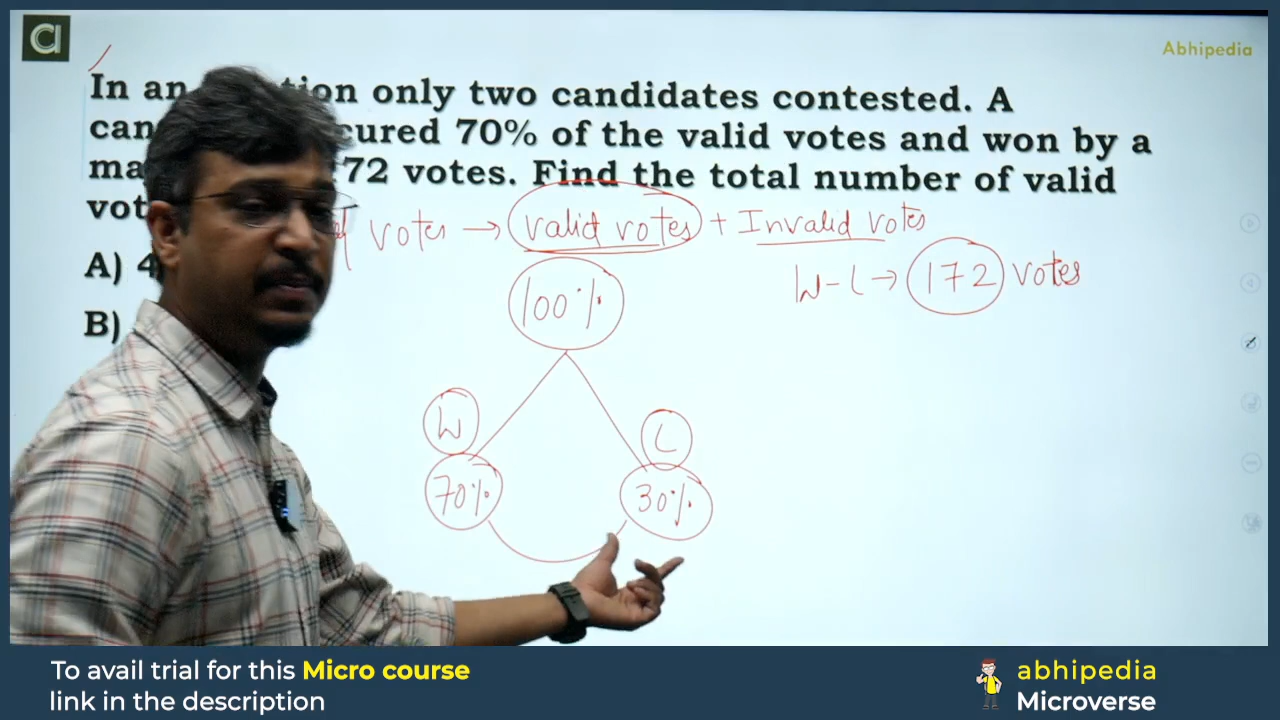 Abhipedia
In an tion only two candidates contested. A
can cured 70% of the valid votes and won by a
ma 72 votes. Find the total number of valid
vot
votes → valid votes + Invalid votes
A) 4
W-L → 172 votes
100%
B)
W
L
70%
30%
To avail trial for this Micro course
link in the description
abhipedia
Microverse